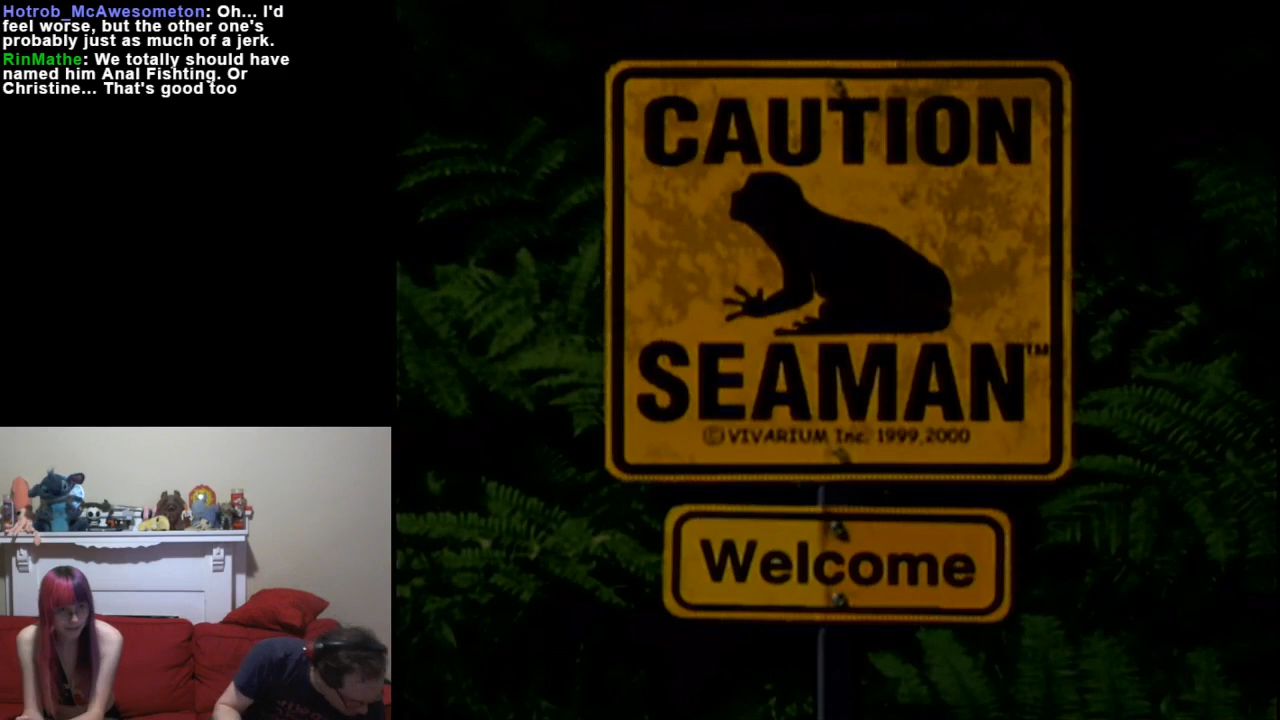 Hotrob_McAwesometon: Oh... I'd
feel worse, but the other one's
probably just as much of a jerk.
RinMathe: We totally should have
named him Anal Fishting. Or
Christine... That's good too
CAUTION
SEAMAN™
©VIVARIUM Inc. 1999,2000
Welcome